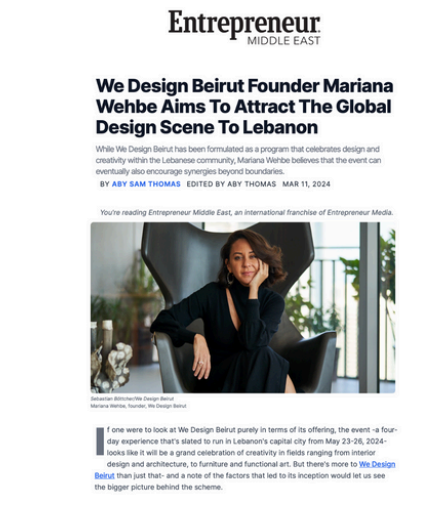 Entrepreneur
MIDDLE EAST
We Design Beirut Founder Mariana
Wehbe Aims To Attract The Global
Design Scene To Lebanon
While We Design Beirut has been formulated as a program that celebrates design and
creativity within the Lebanese community, Mariana Wehbe believes that the event can
eventually also encourage synergies beyond boundaries.
BY ABY SAM THOMAS EDITED BY ABY THOMAS MAR 11, 2024
You're reading Entrepreneur Middle East, an international franchise of Entrepreneur Media.
Sebastian Böttcher/We Design Beirut
Mariana Wehbe, founder, We Design Beirut
If one were to look at We Design Beirut purely in terms of its offering, the event -a four-
day experience that's slated to run in Lebanon's capital city from May 23-26, 2024-
looks like it will be a grand celebration of creativity in fields ranging from interior
design and architecture, to furniture and functional art. But there's more to We Design
Beirut than just that- and a note of the factors that led to its inception would let us see
the bigger picture behind the scheme.